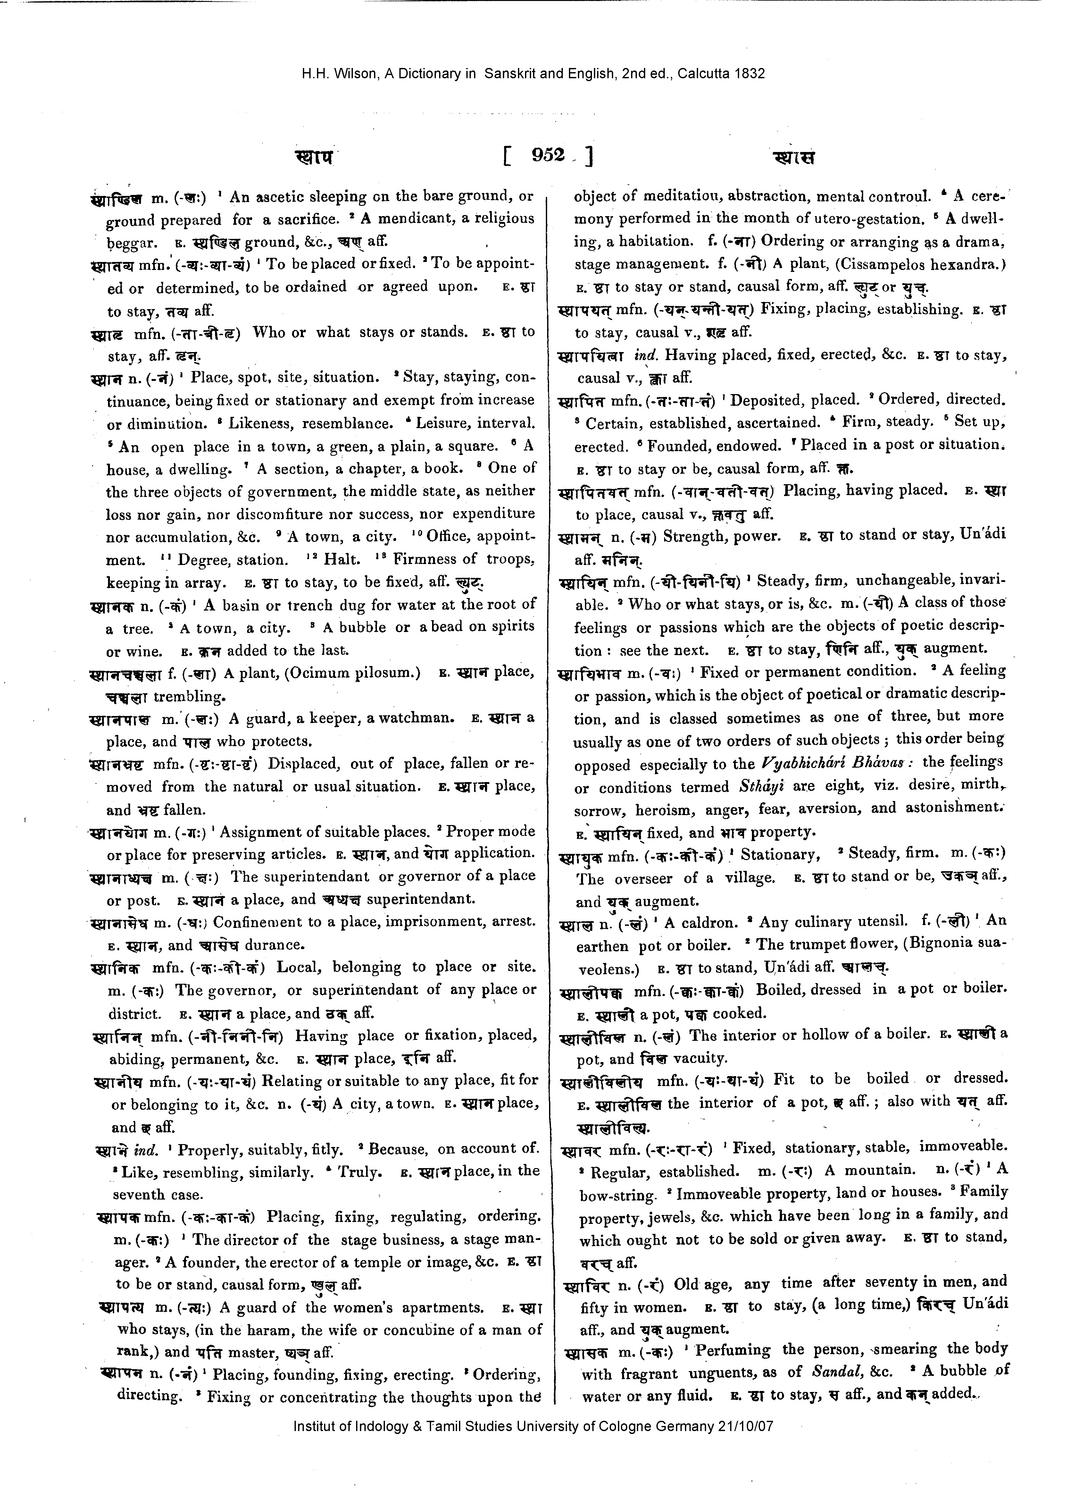 H.H. Wilson, A Dictionary in Sanskrit and English, 2nd ed., Calcutta 1832
स्थाप [ 952 ] स्थास
स्थाण्डिल m. (-लः) ¹ An ascetic sleeping on the bare ground, or
ground prepared for a sacrifice. ² A mendicant, a religious
beggar. E. स्थण्डिल ground, &c., अण् aff.
स्थातव्य mfn. (-व्यः-व्या-व्यं) ¹ To be placed or fixed. ² To be appoint-
ed or determined, to be ordained or agreed upon. E. ष्ठा
to stay, तव्य aff.
स्थातृ mfn. (-ता-त्री-तृ) Who or what stays or stands. E. ष्ठा to
stay, aff. तृन्.
स्थान n. (-नं) ¹ Place, spot, site, situation. ² Stay, staying, con-
tinuance, being fixed or stationary and exempt from increase
or diminution. ³ Likeness, resemblance. ⁴ Leisure, interval.
⁵ An open place in a town, a green, a plain, a square. ⁶ A
house, a dwelling. ⁷ A section, a chapter, a book. ⁸ One of
the three objects of government, the middle state, as neither
loss nor gain, nor discomfiture nor success, nor expenditure
nor accumulation, &c. ⁹ A town, a city. ¹⁰ Office, appoint-
ment. ¹¹ Degree, station. ¹² Halt. ¹³ Firmness of troops,
keeping in array. E. ष्ठा to stay, to be fixed, aff. ल्युट्.
स्थानक n. (-कं) ¹ A basin or trench dug for water at the root of
a tree. ² A town, a city. ³ A bubble or a bead on spirits
or wine. E. कन् added to the last.
स्थानचञ्चला f. (-ला) A plant, (Ocimum pilosum.) E. स्थान place,
चञ्चला trembling.
स्थानपाल m. (-लः) A guard, a keeper, a watchman. E. स्थान a
place, and पाल who protects.
स्थानभ्रष्ट mfn. (-ष्टः-ष्टा-ष्टं) Displaced, out of place, fallen or re-
moved from the natural or usual situation. E. स्थान place,
and भ्रष्ट fallen.
स्थानयोग m. (-गः) ¹ Assignment of suitable places. ² Proper mode
or place for preserving articles. E. स्थान, and योग application.
स्थानाध्यक्ष m. (-क्षः) The superintendant or governor of a place
or post. E. स्थान a place, and अध्यक्ष superintendant.
स्थानासेध m. (-धः) Confinement to a place, imprisonment, arrest.
E. स्थान, and आसेध durance.
स्थानिक mfn. (-कः-की-कं) Local, belonging to place or site.
m. (-कः) The governor, or superintendant of any place or
district. E. स्थान a place, and ठक् aff.
स्थानिन् mfn. (-नी-निनी-नि) Having place or fixation, placed,
abiding, permanent, &c. E. स्थान place, इनि aff.
स्थानीय mfn. (-यः-या-यं) Relating or suitable to any place, fit for
or belonging to it, &c. n. (-यं) A city, a town. E. स्थान place,
and छ aff.
स्थाने ind. ¹ Properly, suitably, fitly. ² Because, on account of.
³ Like, resembling, similarly. ⁴ Truly. E. स्थान place, in the
seventh case.
स्थापक mfn. (-कः-का-कं) Placing, fixing, regulating, ordering.
m. (-कः) ¹ The director of the stage business, a stage man-
ager. ² A founder, the erector of a temple or image, &c. E. ष्ठा
to be or stand, causal form, ण्वुल् aff.
स्थापत्य m. (-त्यः) A guard of the women's apartments. E. स्था
who stays, (in the haram, the wife or concubine of a man of
rank,) and पति master, ष्यञ् aff.
स्थापन n. (-नं) ¹ Placing, founding, fixing, erecting. ² Ordering,
directing. ³ Fixing or concentrating the thoughts upon the
object of meditation, abstraction, mental controul. ⁴ A cere-
mony performed in the month of utero-gestation. ⁵ A dwell-
ing, a habitation. f. (-ना) Ordering or arranging as a drama,
stage management. f. (-नी) A plant, (Cissampelos hexandra.)
E. ष्ठा to stay or stand, causal form, aff. ल्युट् or युच्.
स्थापयत् mfn. (-यन्-यन्ती-यत्) Fixing, placing, establishing. E. ष्ठा
to stay, causal v., शतृ aff.
स्थापयित्वा ind. Having placed, fixed, erected, &c. E. ष्ठा to stay,
causal v., क्त्वा aff.
स्थापित mfn. (-तः-ता-तं) ¹ Deposited, placed. ² Ordered, directed.
³ Certain, established, ascertained. ⁴ Firm, steady. ⁵ Set up,
erected. ⁶ Founded, endowed. ⁷ Placed in a post or situation.
E. ष्ठा to stay or be, causal form, aff. क्त.
स्थापितवत् mfn. (-वान्-वती-वत्) Placing, having placed. E. स्था
to place, causal v., क्तवतु aff.
स्थामन् n. (-म) Strength, power. E. ष्ठा to stand or stay, Un'ádi
aff. मनिन्.
स्थायिन् mfn. (-यी-यिनी-यि) ¹ Steady, firm, unchangeable, invari-
able. ² Who or what stays, or is, &c. m. (-यी) A class of those
feelings or passions which are the objects of poetic descrip-
tion : see the next. E. ष्ठा to stay, णिनि aff., युक् augment.
स्थायिभाव m. (-वः) ¹ Fixed or permanent condition. ² A feeling
or passion, which is the object of poetical or dramatic descrip-
tion, and is classed sometimes as one of three, but more
usually as one of two orders of such objects ; this order being
opposed especially to the Vyabhichárí Bhávas : the feelings
or conditions termed Stháyi are eight, viz. desire, mirth,
sorrow, heroism, anger, fear, aversion, and astonishment.
E. स्थायिन् fixed, and भाव property.
स्थायुक mfn. (-कः-की-कं) ¹ Stationary, ² Steady, firm. m. (-कः)
The overseer of a village. E. ष्ठा to stand or be, उकञ् aff.,
and युक् augment.
स्थाल n. (-लं) ¹ A caldron. ² Any culinary utensil. f. (-ली) ¹ An
earthen pot or boiler. ² The trumpet flower, (Bignonia sua-
veolens.) E. ष्ठा to stand, Un'ádi aff. आलच्.
स्थालीपक्व mfn. (-क्वः-क्वा-क्वं) Boiled, dressed in a pot or boiler.
E. स्थाली a pot, पक्व cooked.
स्थालीविल n. (-लं) The interior or hollow of a boiler. E. स्थाली a
pot, and विल vacuity.
स्थालीविलीय mfn. (-यः-या-यं) Fit to be boiled or dressed.
E. स्थालीविल the interior of a pot, छ aff. ; also with यत् aff.
स्थालीविल्य.
स्थावर mfn. (-रः-रा-रं) ¹ Fixed, stationary, stable, immoveable.
² Regular, established. m. (-रः) A mountain. n. (-रं) ¹ A
bow-string. ² Immoveable property, land or houses. ³ Family
property, jewels, &c. which have been long in a family, and
which ought not to be sold or given away. E. ष्ठा to stand,
वरच् aff.
स्थाविर n. (-रं) Old age, any time after seventy in men, and
fifty in women. E. ष्ठा to stay, (a long time,) किरच् Un'ádi
aff., and युक् augment.
स्थासक m. (-कः) ¹ Perfuming the person, smearing the body
with fragrant unguents, as of Sandal, &c. ² A bubble of
water or any fluid. E. ष्ठा to stay, स aff., and कन् added.
Institut of Indology & Tamil Studies University of Cologne Germany 21/10/07